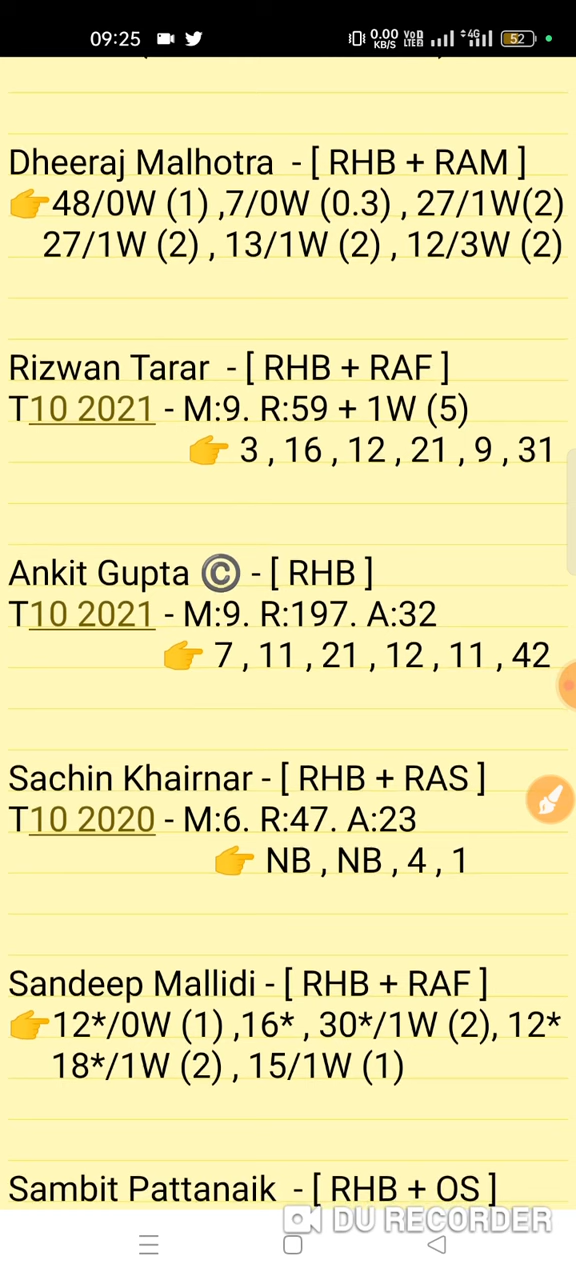 09:25 0.00 KB/S VoD LTE2 4G 52
Dheeraj Malhotra - [ RHB + RAM ]
👉48/0W (1) ,7/0W (0.3) , 27/1W(2)
27/1W (2) , 13/1W (2) , 12/3W (2)
Rizwan Tarar - [ RHB + RAF ]
T10 2021 - M:9. R:59 + 1W (5)
👉 3 , 16 , 12 , 21 , 9 , 31
Ankit Gupta © - [ RHB ]
T10 2021 - M:9. R:197. A:32
👉 7 , 11 , 21 , 12 , 11 , 42
Sachin Khairnar - [ RHB + RAS ]
T10 2020 - M:6. R:47. A:23
👉 NB , NB , 4 , 1
Sandeep Mallidi - [ RHB + RAF ]
👉12*/0W (1) ,16* , 30*/1W (2), 12*
18*/1W (2) , 15/1W (1)
Sambit Pattanaik - [ RHB + OS ]
DU RECORDER